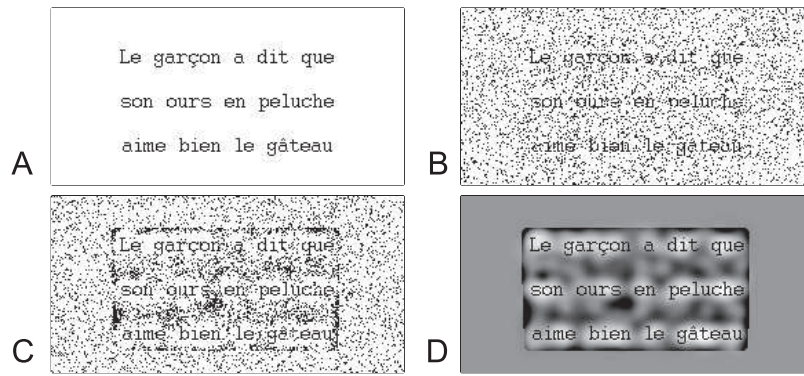 A
Le garçon a dit que
son ours en peluche
aime bien le gâteau
B
Le garçon a dit que
son ours en peluche
aime bien le gâteau
C
Le garçon a dit que
son ours en peluche
aime bien le gâteau
D
Le garçon a dit que
son ours en peluche
aime bien le gâteau